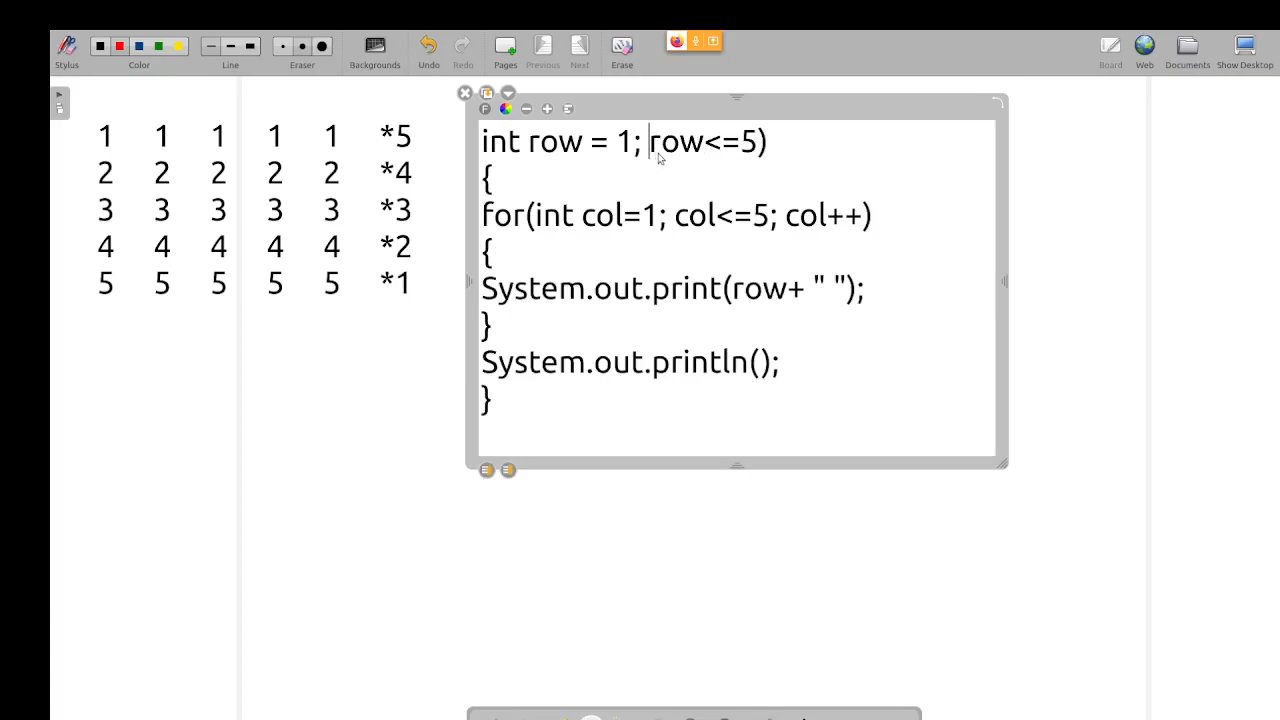 Stylus Color Line Eraser Backgrounds Undo Redo Pages Previous Next Erase Board Web Documents Show Desktop
1 1 1 1 1 *5
2 2 2 2 2 *4
3 3 3 3 3 *3
4 4 4 4 4 *2
5 5 5 5 5 *1
int row = 1; row<=5)
{
for(int col=1; col<=5; col++)
{
System.out.print(row+ " ");
}
System.out.println();
}